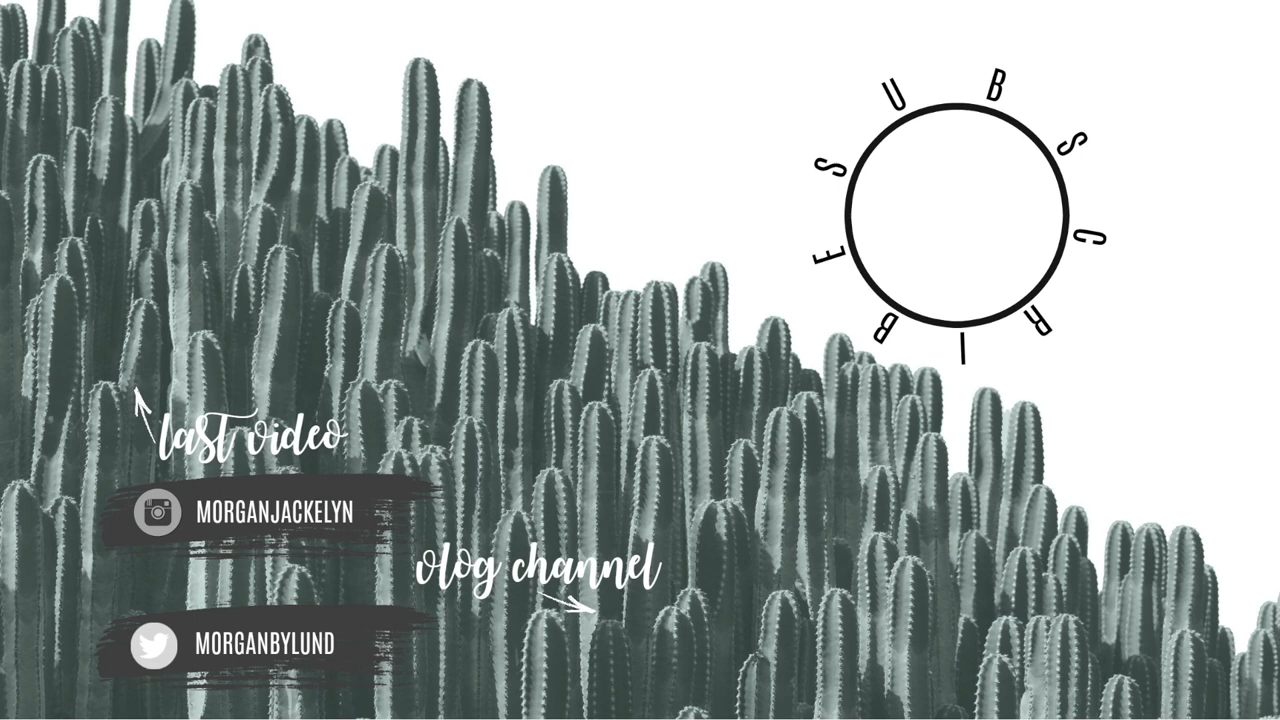 SUBSCRIBE
last video
MORGANJACKELYN
vlog channel
MORGANBYLUND